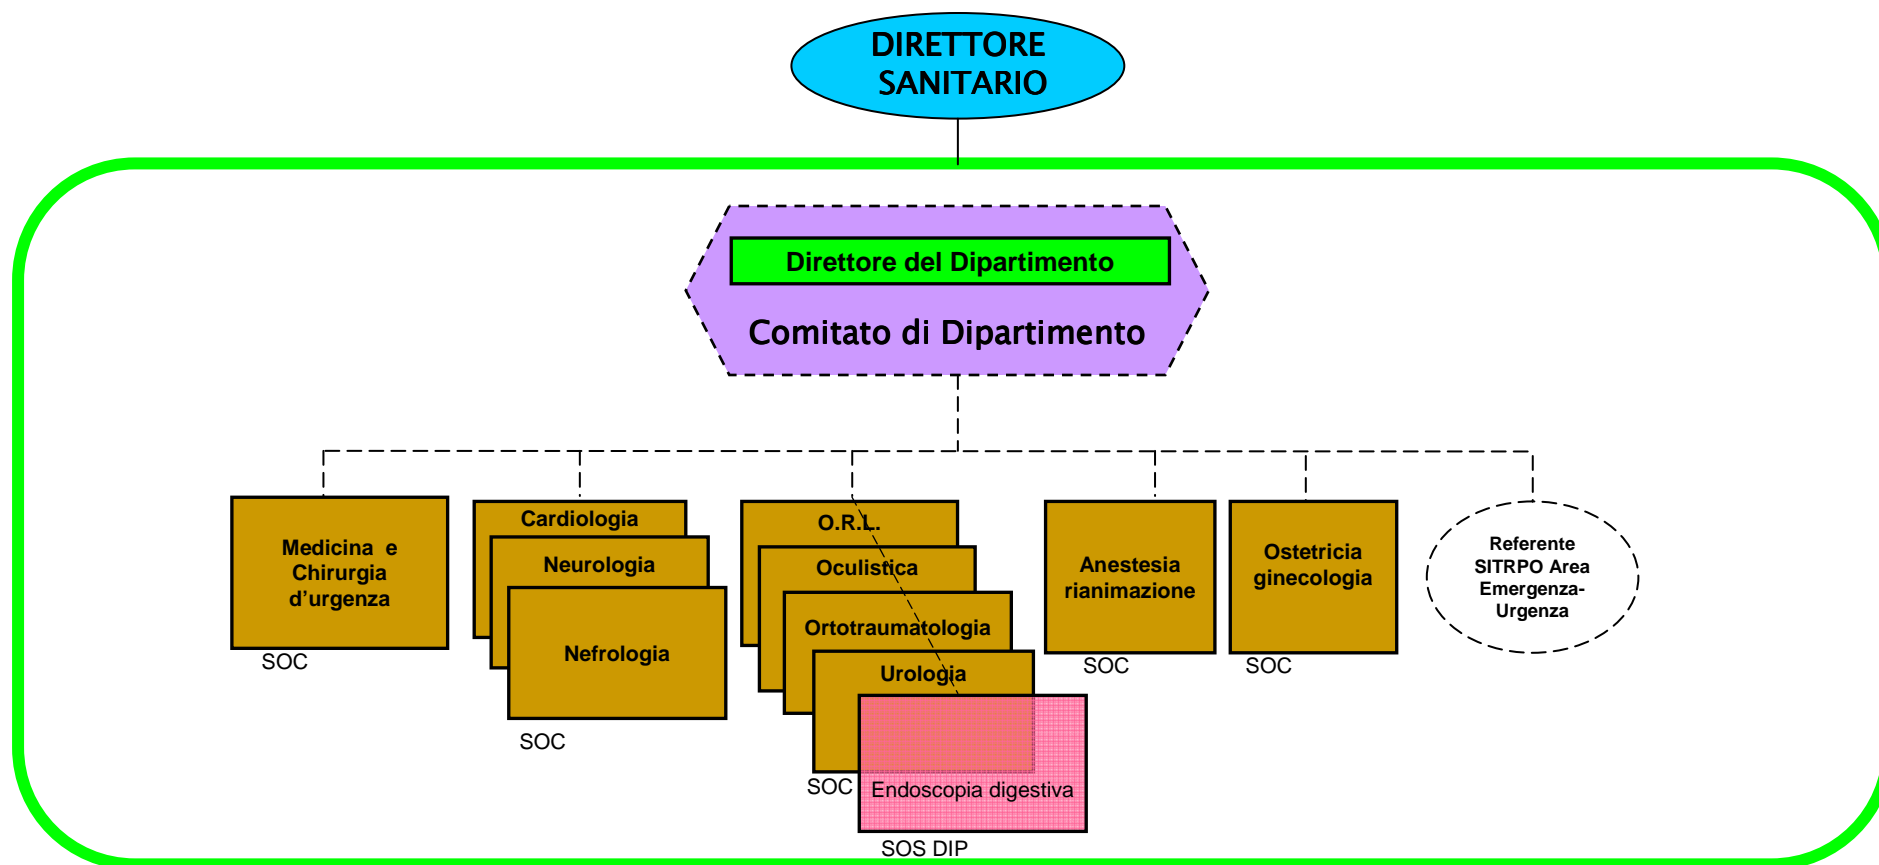 DIRETTORE
SANITARIO
Direttore del Dipartimento
Comitato di Dipartimento
Medicina e
Chirurgia
d’urgenza
SOC
Cardiologia
Neurologia
Nefrologia
SOC
O.R.L.
Oculistica
Ortotraumatologia
Urologia
SOC
Endoscopia digestiva
SOS DIP
Anestesia
rianimazione
SOC
Ostetricia
ginecologia
SOC
Referente
SITRPO Area
Emergenza-
Urgenza